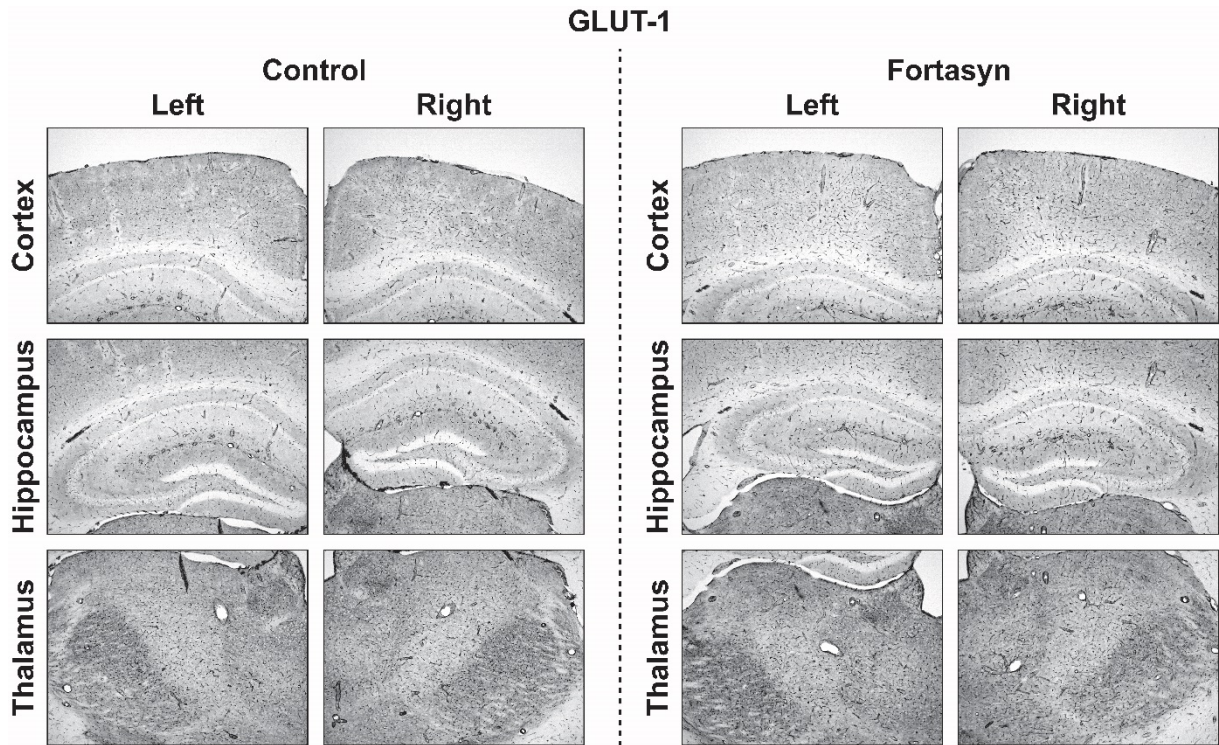 GLUT-1
Control Fortasyn
Left Right Left Right
Cortex Cortex
Hippocampus Hippocampus
Thalamus Thalamus